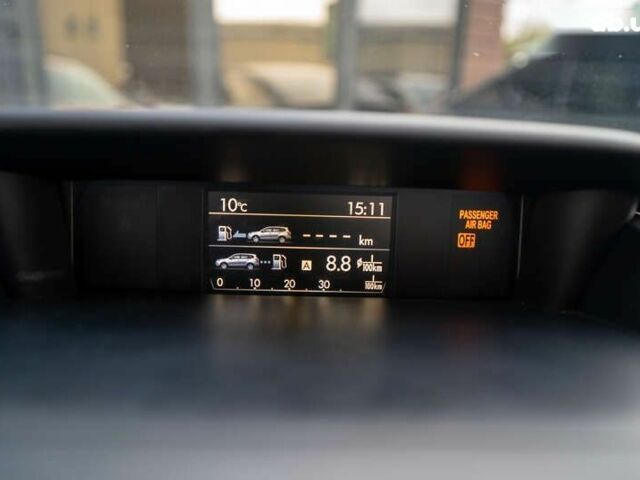 10°C 15:11
---- km
A 8.8 l/100km
0 10 20 30 l/100km
PASSENGER
AIR BAG
OFF